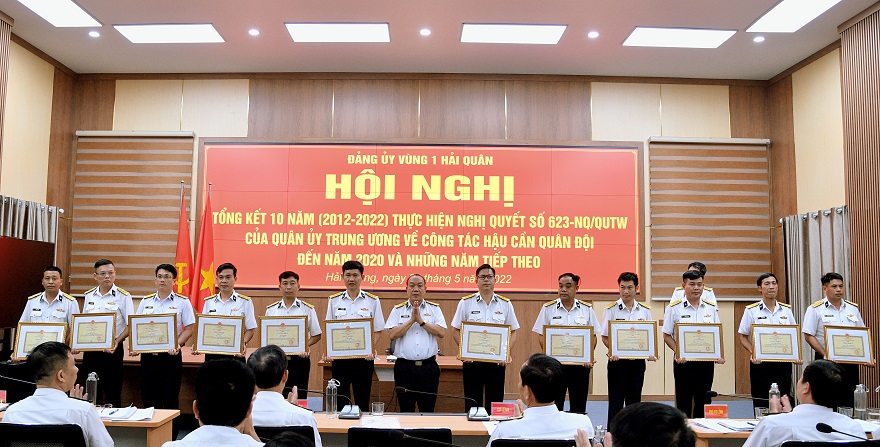 ĐẢNG ỦY VÙNG 1 HẢI QUÂN
HỘI NGHỊ
TỔNG KẾT 10 NĂM (2012-2022) THỰC HIỆN NGHỊ QUYẾT SỐ 623-NQ/QUTW
CỦA QUÂN ỦY TRUNG ƯƠNG VỀ CÔNG TÁC HẬU CẦN QUÂN ĐỘI
ĐẾN NĂM 2020 VÀ NHỮNG NĂM TIẾP THEO
ngày tháng 5 năm 2022